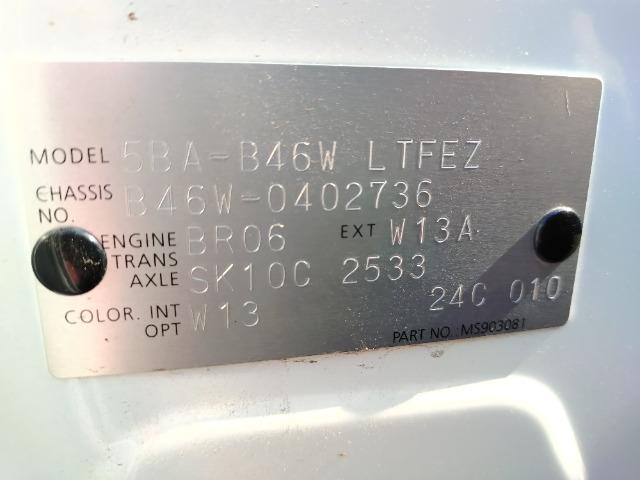 MODEL 5BA-B46W LTFEZ
CHASSIS NO. B46W-0402736
ENGINE BR06 EXT W13A
TRANS AXLE SK10C 2533
COLOR. INT OPT W13 24C 010
PART NO.:MS903081